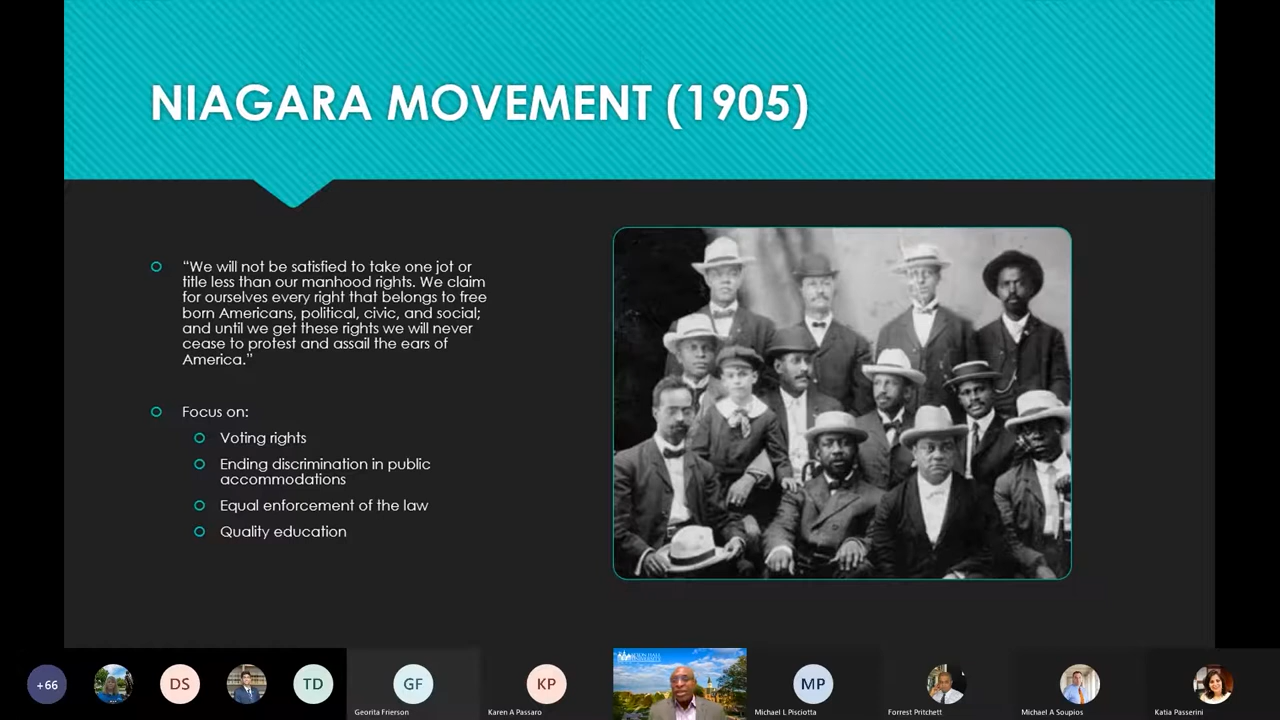 NIAGARA MOVEMENT (1905)
“We will not be satisfied to take one jot or
title less than our manhood rights. We claim
for ourselves every right that belongs to free
born Americans, political, civic, and social;
and until we get these rights we will never
cease to protest and assail the ears of
America.”
Focus on:
Voting rights
Ending discrimination in public
accommodations
Equal enforcement of the law
Quality education
+66
DS
TD
GF
Georita Frierson
KP
Karen A Passaro
MP
Michael L Pisciotta
Forrest Pritchett
Michael A Soupios
Katia Passerini